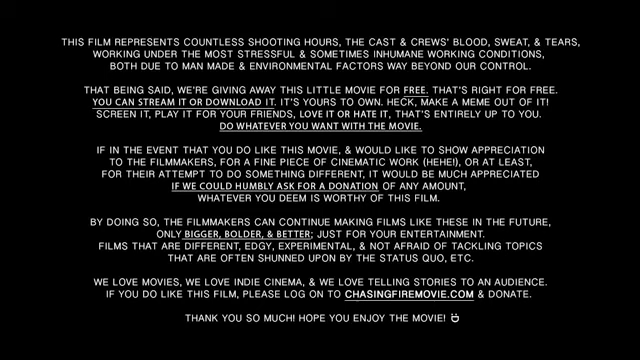 THIS FILM REPRESENTS COUNTLESS SHOOTING HOURS, THE CAST & CREWS' BLOOD, SWEAT, & TEARS,
WORKING UNDER THE MOST STRESSFUL & SOMETIMES INHUMANE WORKING CONDITIONS,
BOTH DUE TO MAN MADE & ENVIRONMENTAL FACTORS WAY BEYOND OUR CONTROL.
THAT BEING SAID, WE'RE GIVING AWAY THIS LITTLE MOVIE FOR FREE. THAT'S RIGHT FOR FREE.
YOU CAN STREAM IT OR DOWNLOAD IT. IT'S YOURS TO OWN. HECK, MAKE A MEME OUT OF IT!
SCREEN IT, PLAY IT FOR YOUR FRIENDS, LOVE IT OR HATE IT, THAT'S ENTIRELY UP TO YOU.
DO WHATEVER YOU WANT WITH THE MOVIE.
IF IN THE EVENT THAT YOU DO LIKE THIS MOVIE, & WOULD LIKE TO SHOW APPRECIATION
TO THE FILMMAKERS, FOR A FINE PIECE OF CINEMATIC WORK (HEHE!), OR AT LEAST,
FOR THEIR ATTEMPT TO DO SOMETHING DIFFERENT, IT WOULD BE MUCH APPRECIATED
IF WE COULD HUMBLY ASK FOR A DONATION OF ANY AMOUNT,
WHATEVER YOU DEEM IS WORTHY OF THIS FILM.
BY DOING SO, THE FILMMAKERS CAN CONTINUE MAKING FILMS LIKE THESE IN THE FUTURE,
ONLY BIGGER, BOLDER, & BETTER; JUST FOR YOUR ENTERTAINMENT.
FILMS THAT ARE DIFFERENT, EDGY, EXPERIMENTAL, & NOT AFRAID OF TACKLING TOPICS
THAT ARE OFTEN SHUNNED UPON BY THE STATUS QUO, ETC.
WE LOVE MOVIES, WE LOVE INDIE CINEMA, & WE LOVE TELLING STORIES TO AN AUDIENCE.
IF YOU DO LIKE THIS FILM, PLEASE LOG ON TO CHASINGFIREMOVIE.COM & DONATE.
THANK YOU SO MUCH! HOPE YOU ENJOY THE MOVIE!